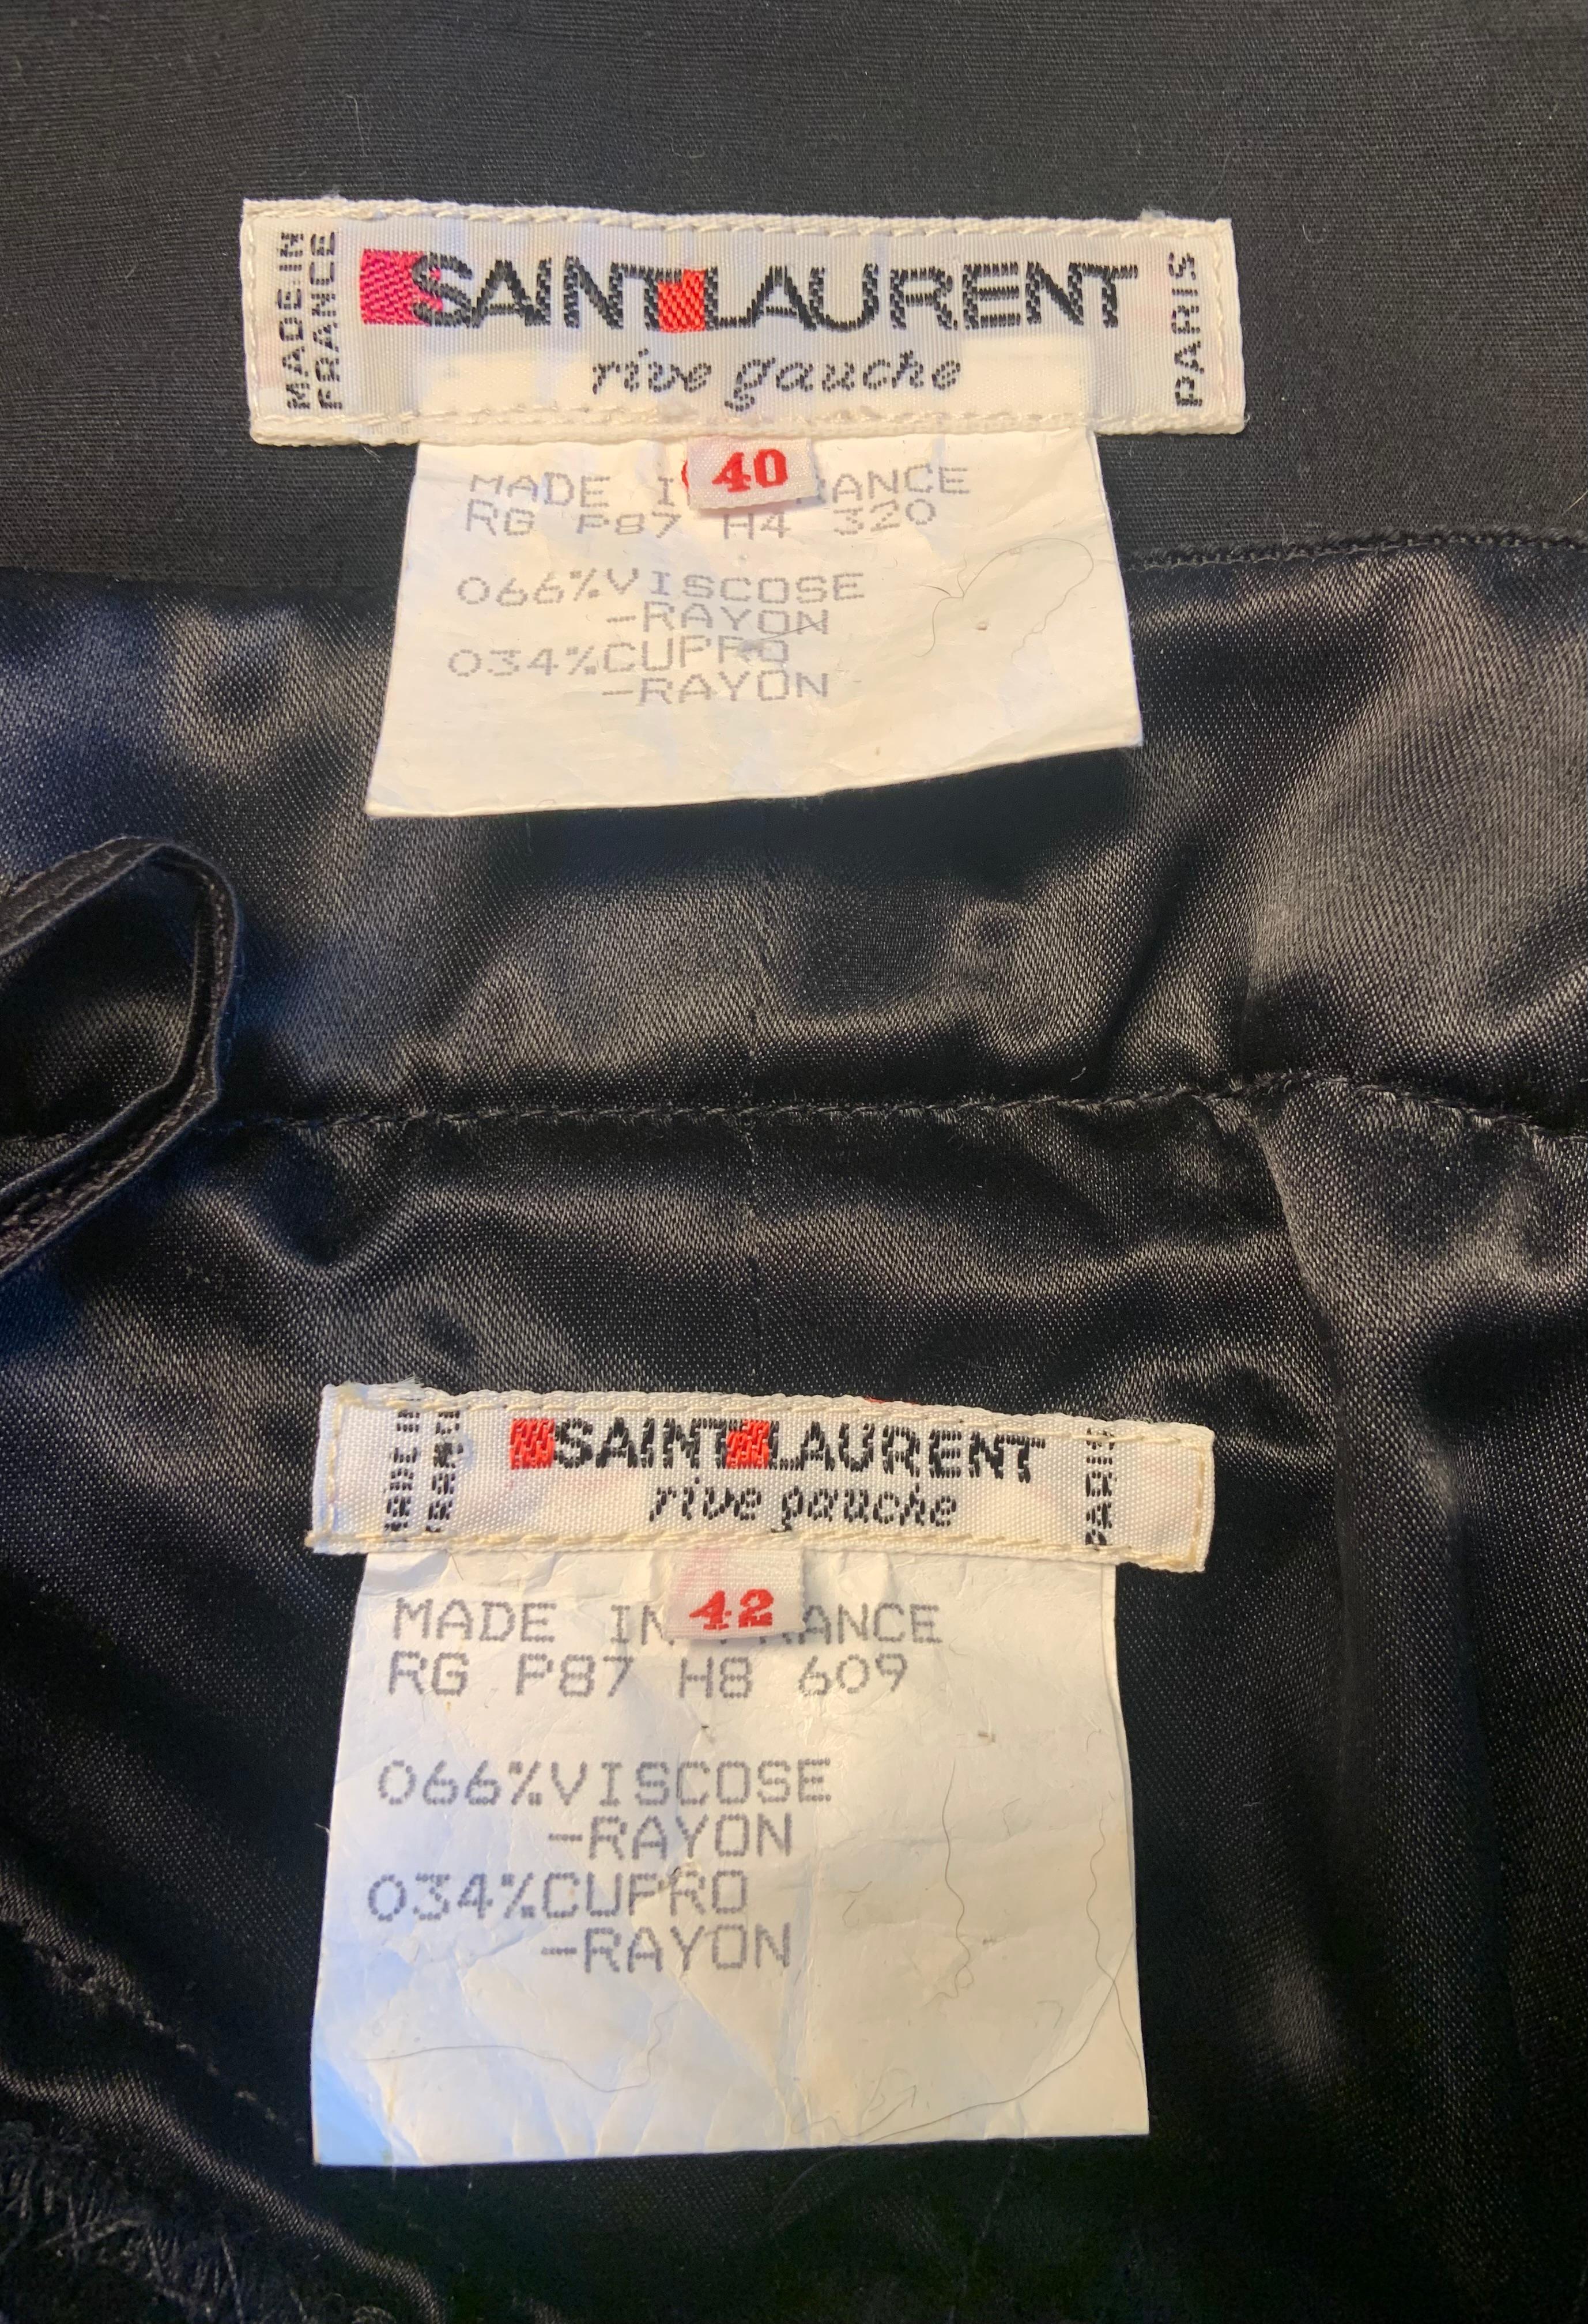 MADE IN
FRANCE
SAINT LAURENT
rive gauche
PARIS
40
MADE I RANCE
RG P87 H4 320
066%VISCOSE
-RAYON
034%CUPRO
-RAYON
MADE IN
FRANCE
SAINT LAURENT
rive gauche
PARIS
42
MADE IN FRANCE
RG P87 H8 609
066%VISCOSE
-RAYON
034%CUPRO
-RAYON